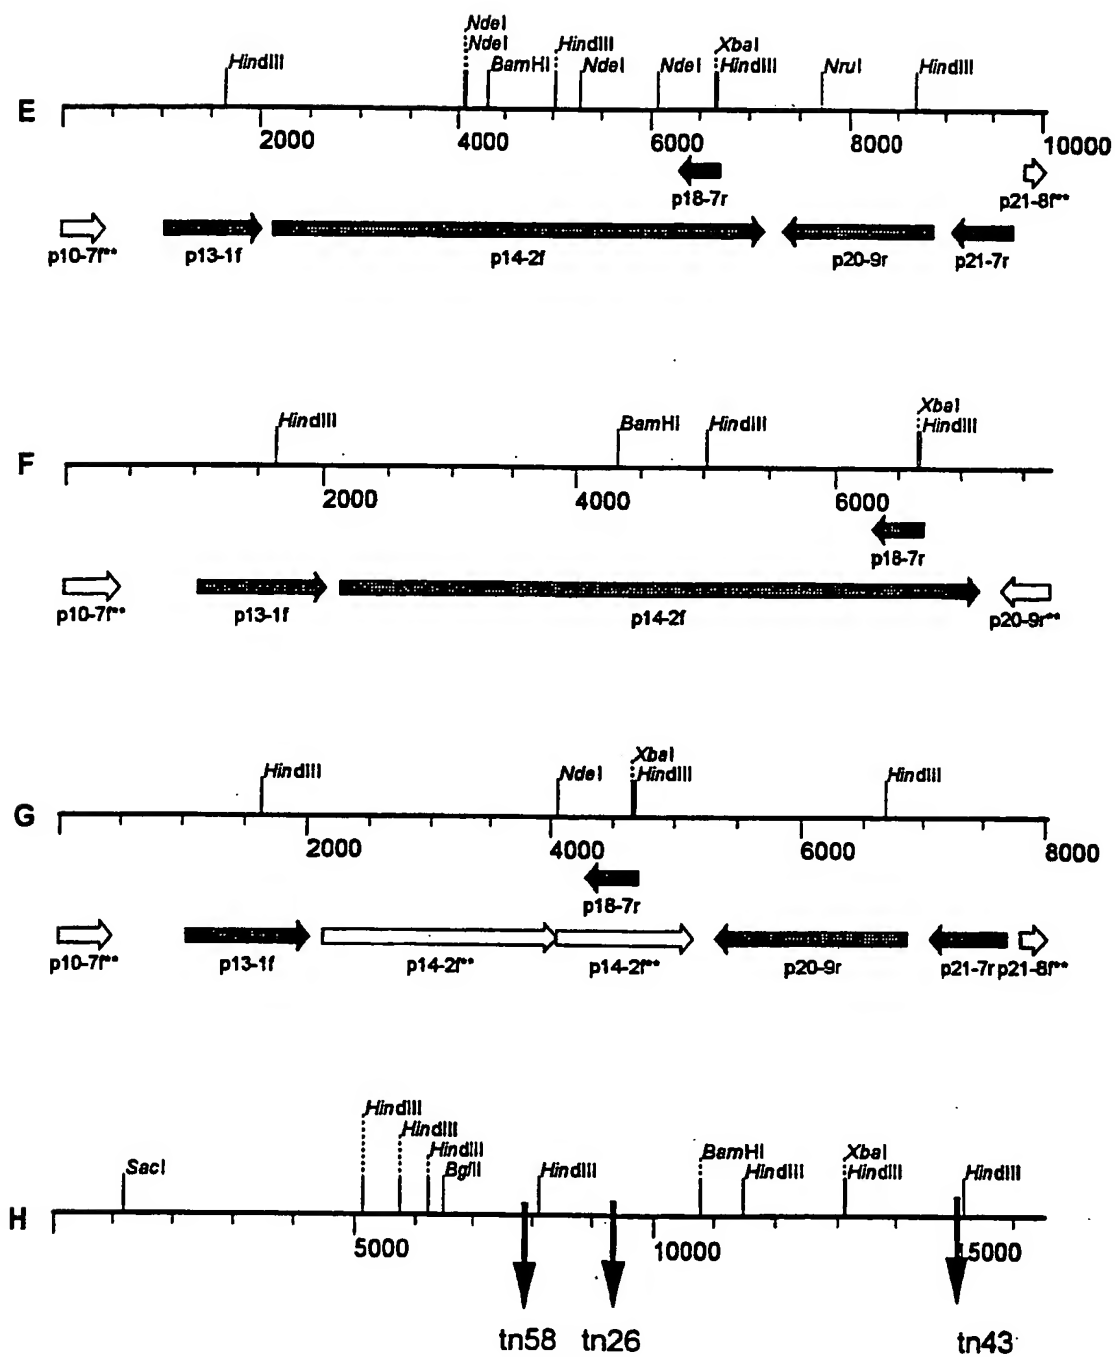 NdeI
NdeI
HindIII
XbaI
HindIII
BamHI
NdeI
NdeI
HindIII
NruI
HindIII
E
2000
4000
6000
8000
10000
p18-7r
p21-8f**
p10-7f**
p13-1f
p14-2f
p20-9r
p21-7r
XbaI
HindIII
BamHI
HindIII
HindIII
F
2000
4000
6000
p18-7r
p10-7f**
p13-1f
p14-2f
p20-9r**
XbaI
HindIII
NdeI
HindIII
HindIII
G
2000
4000
6000
8000
p18-7r
p10-7f**
p13-1f
p14-2f**
p14-2f**
p20-9r
p21-7r
p21-8f**
HindIII
HindIII
SacI
HindIII
BglII
HindIII
BamHI
HindIII
XbaI
HindIII
HindIII
H
5000
10000
15000
tn58
tn26
tn43